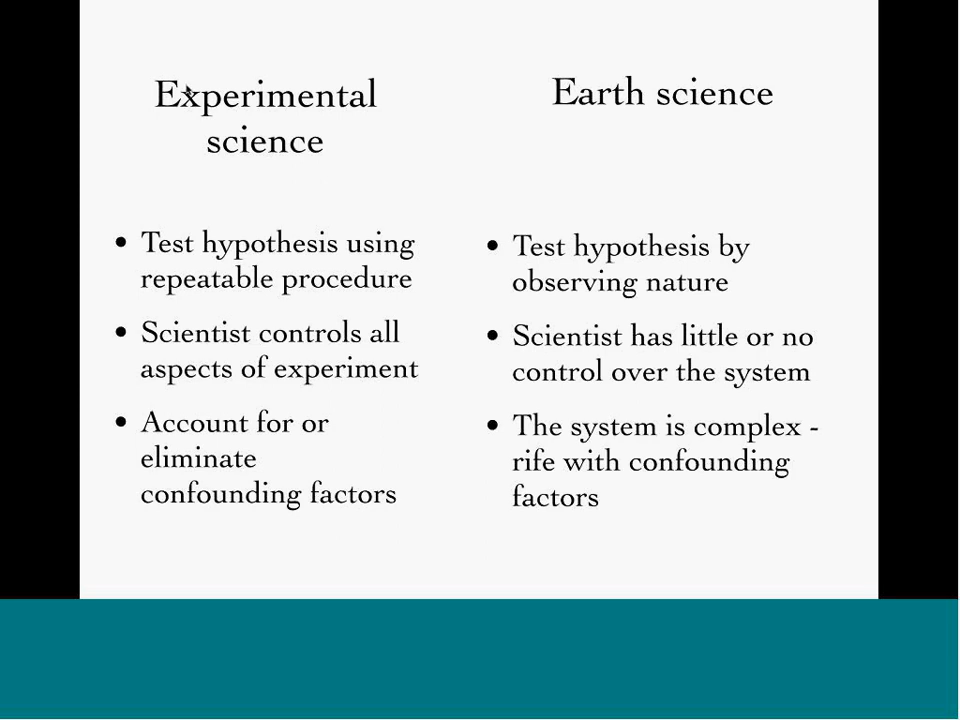 Experimental
science
• Test hypothesis using
repeatable procedure
• Scientist controls all
aspects of experiment
• Account for or
eliminate
confounding factors
Earth science
• Test hypothesis by
observing nature
• Scientist has little or no
control over the system
• The system is complex -
rife with confounding
factors